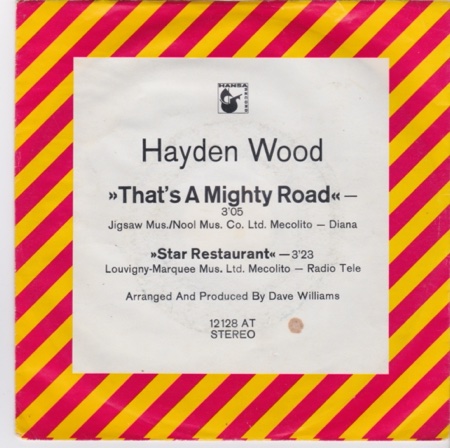 HANSA
RECORD
Hayden Wood
»That's A Mighty Road« —
3'05
Jigsaw Mus./Nool Mus. Co. Ltd. Mecolito — Diana
»Star Restaurant« — 3'23
Louvigny-Marquee Mus. Ltd. Mecolito — Radio Tele
Arranged And Produced By Dave Williams
12128 AT
STEREO